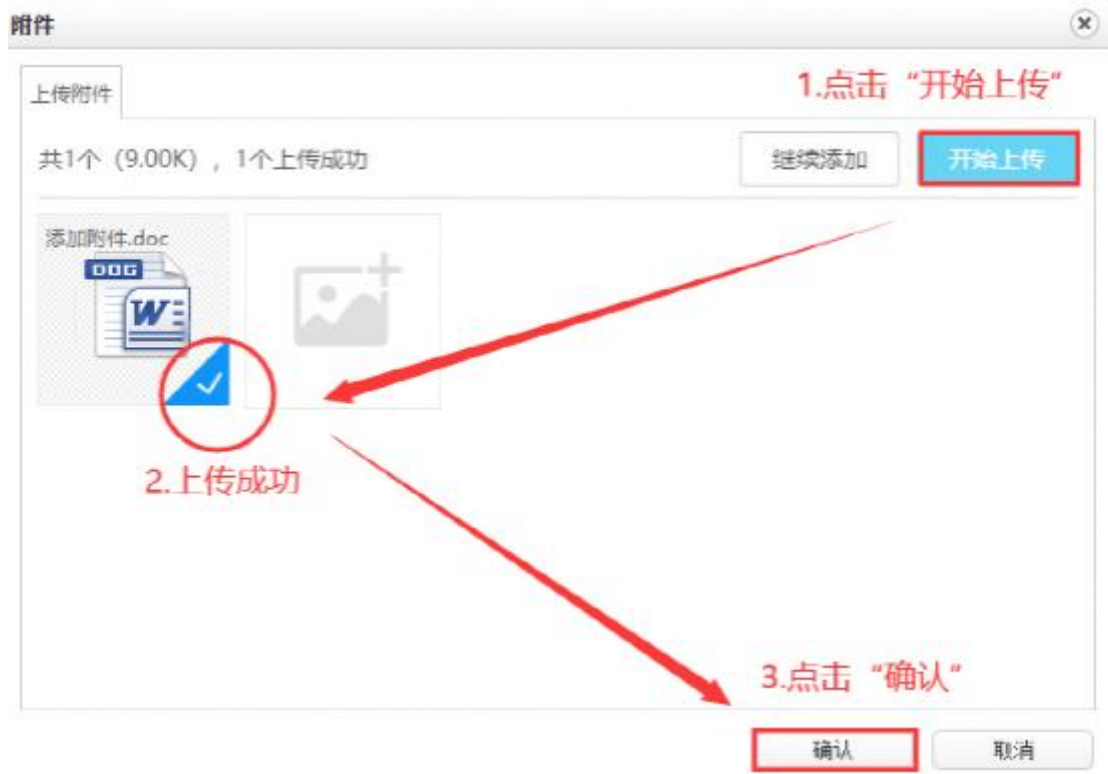 附件
上传附件
1.点击“开始上传”
共1个（9.00K），1个上传成功
继续添加
开始上传
添加附件.doc
DOC
W
2.上传成功
3.点击“确认”
确认
取消